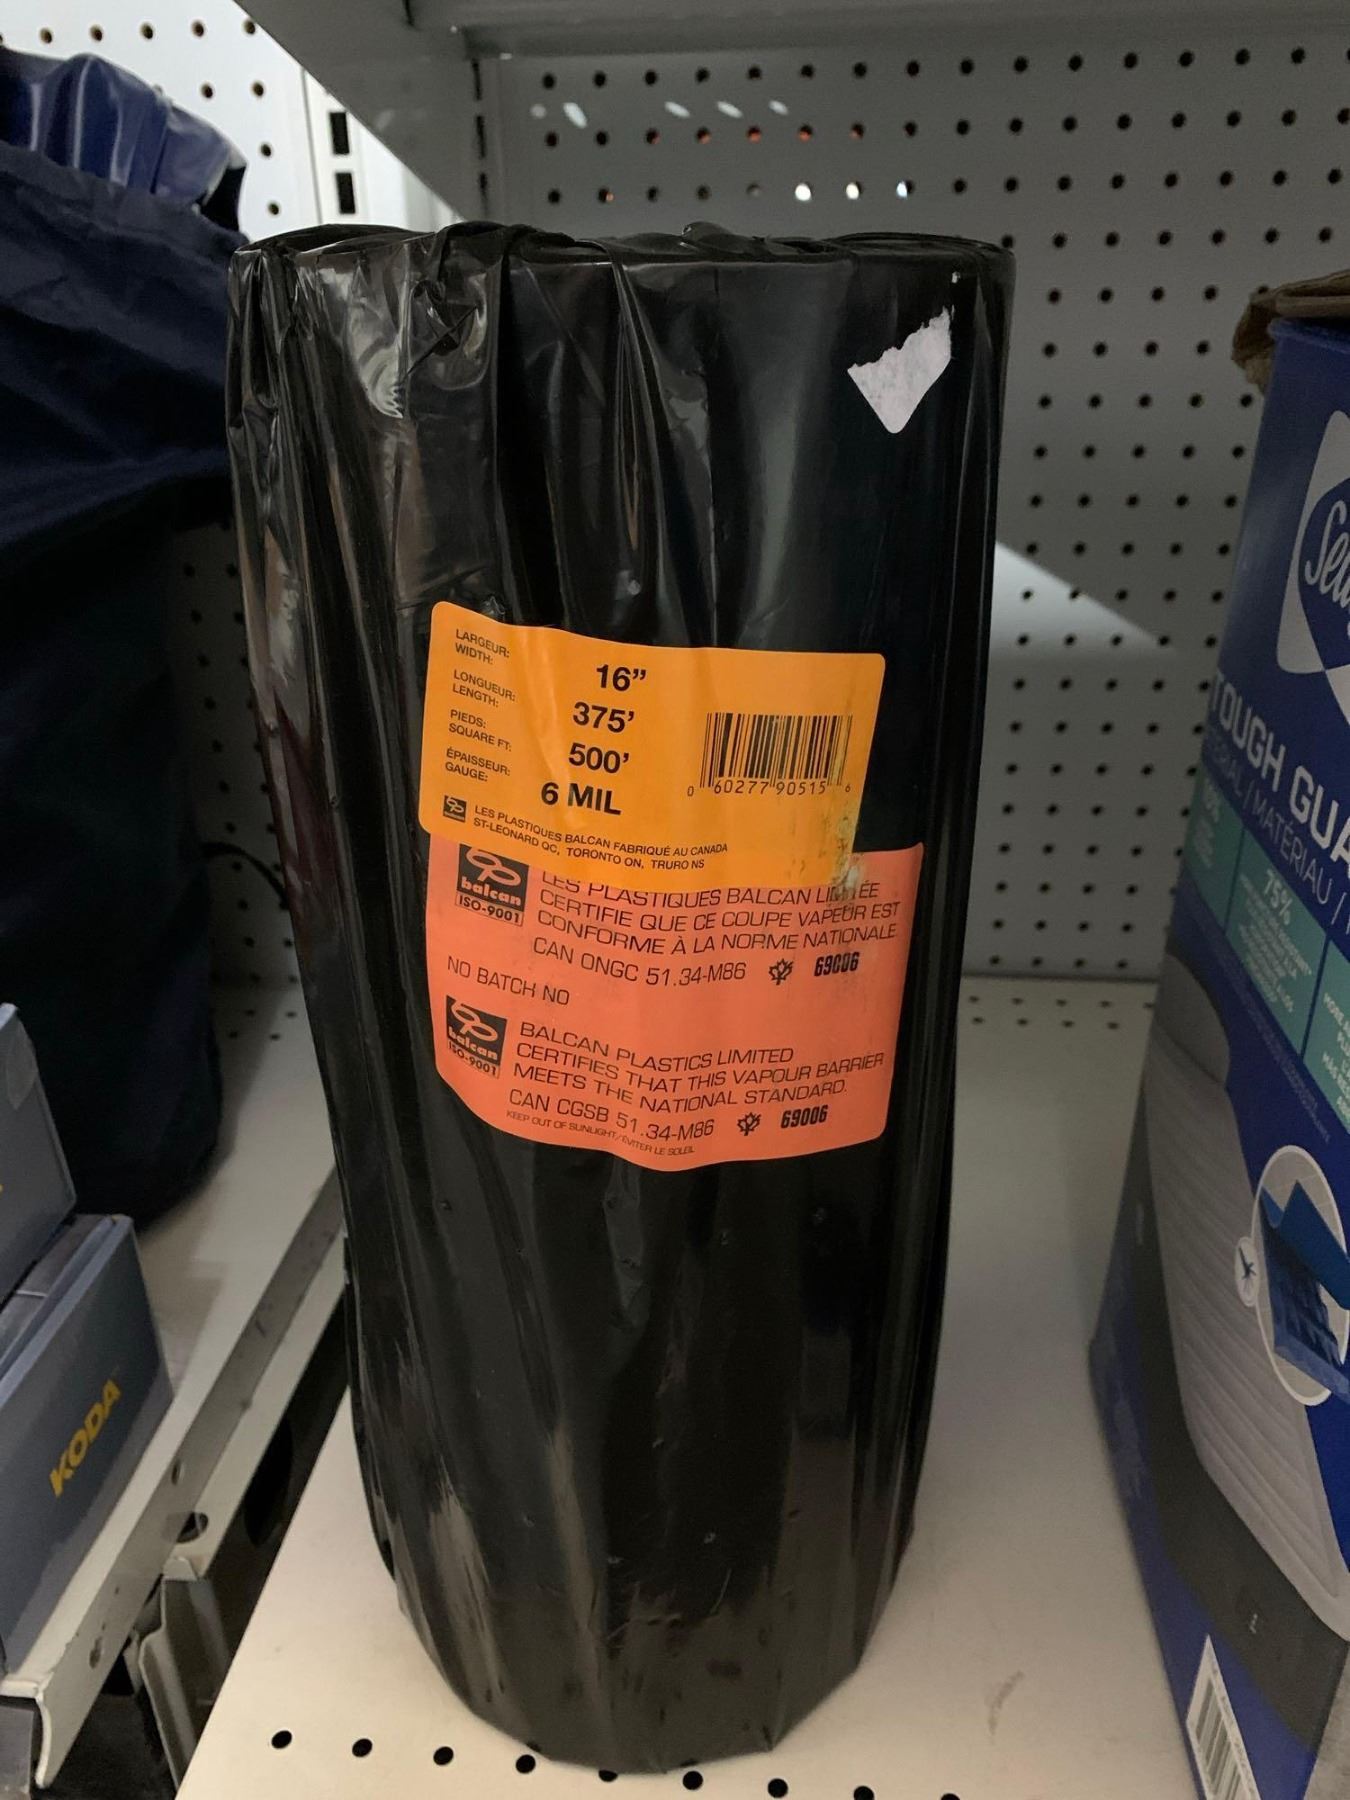 LARGEUR:
WIDTH: 16”
LONGUEUR:
LENGTH: 375’
PIEDS:
SQUARE FT: 500’
ÉPAISSEUR:
GAUGE: 6 MIL
0 60277 90515 6
LES PLASTIQUES BALCAN FABRIQUÉ AU CANADA
ST-LEONARD QC, TORONTO ON, TRURO NS
balcan
ISO-9001
LES PLASTIQUES BALCAN LIMITÉE
CERTIFIE QUE CE COUPE VAPEUR EST
CONFORME À LA NORME NATIONALE
CAN ONGC 51.34-M86 69006
NO BATCH NO
balcan
ISO-9001
BALCAN PLASTICS LIMITED
CERTIFIES THAT THIS VAPOUR BARRIER
MEETS THE NATIONAL STANDARD.
CAN CGSB 51.34-M86 69006
KEEP OUT OF SUNLIGHT/ÉVITER LE SOLEIL
KODA
TOUGH
MATÉRIAU /
75%